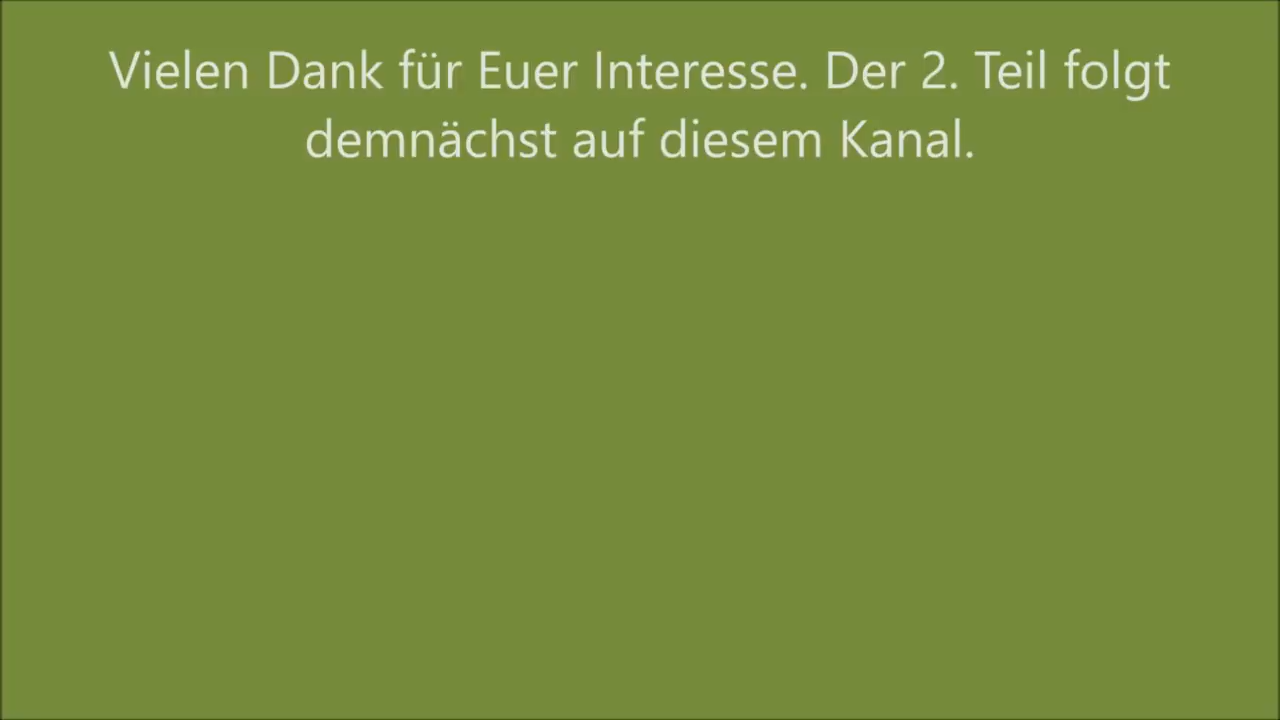 Vielen Dank für Euer Interesse. Der 2. Teil folgt
demnächst auf diesem Kanal.